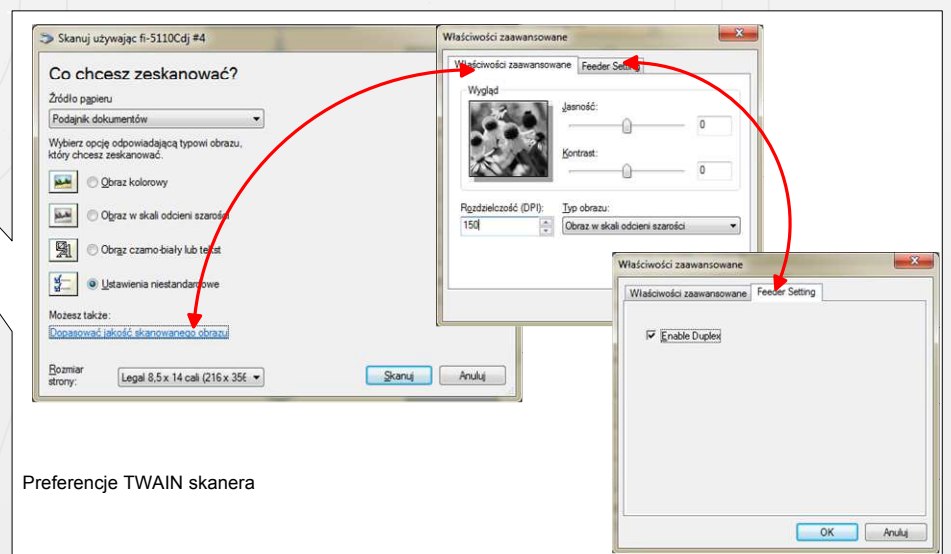 Skanuj używając fi-5110Cdj #4
Co chcesz zeskanować?
Źródło papieru
Podajnik dokumentów
Wybierz opcję odpowiadającą typowi obrazu,
który chcesz zeskanować.
Obraz kolorowy
Obraz w skali odcieni szarości
Obraz czarno-biały lub tekst
Ustawienia niestandardowe
Możesz także:
Dopasować jakość skanowanego obrazu
Rozmiar
strony:
Legal 8,5 x 14 cali (216 x 356
Skanuj
Anuluj
Właściwości zaawansowane
Właściwości zaawansowane
Feeder Setting
Wygląd
Jasność:
0
Kontrast:
0
Rozdzielczość (DPI):
Typ obrazu:
150
Obraz w skali odcieni szarości
Właściwości zaawansowane
Właściwości zaawansowane
Feeder Setting
Enable Duplex
OK
Anuluj
Preferencje TWAIN skanera